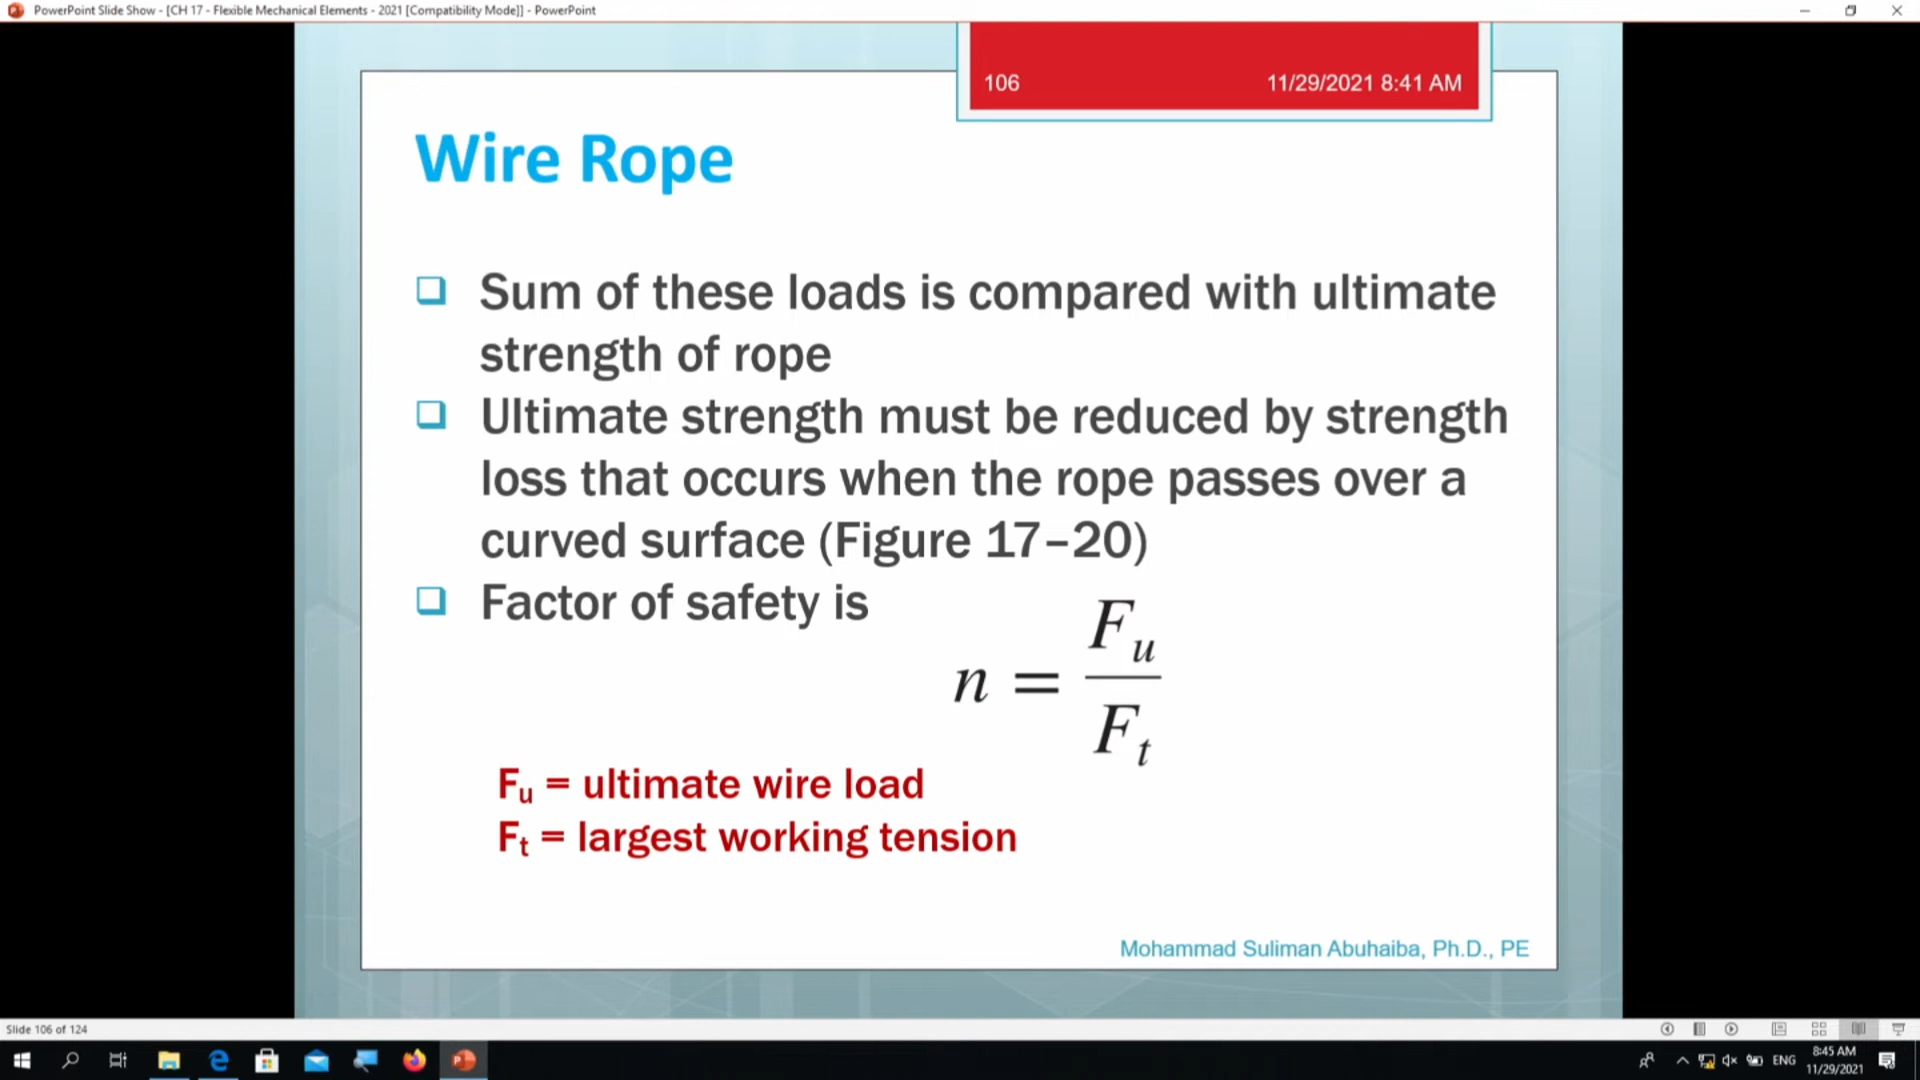 PowerPoint Slide Show - [CH 17 - Flexible Mechanical Elements - 2021 [Compatibility Mode]] - PowerPoint
106 11/29/2021 8:41 AM
Wire Rope
Sum of these loads is compared with ultimate
strength of rope
Ultimate strength must be reduced by strength
loss that occurs when the rope passes over a
curved surface (Figure 17–20)
Factor of safety is
n = F_u / F_t
F_u = ultimate wire load
F_t = largest working tension
Mohammad Suliman Abuhaiba, Ph.D., PE
Slide 106 of 124
ENG
8:45 AM
11/29/2021